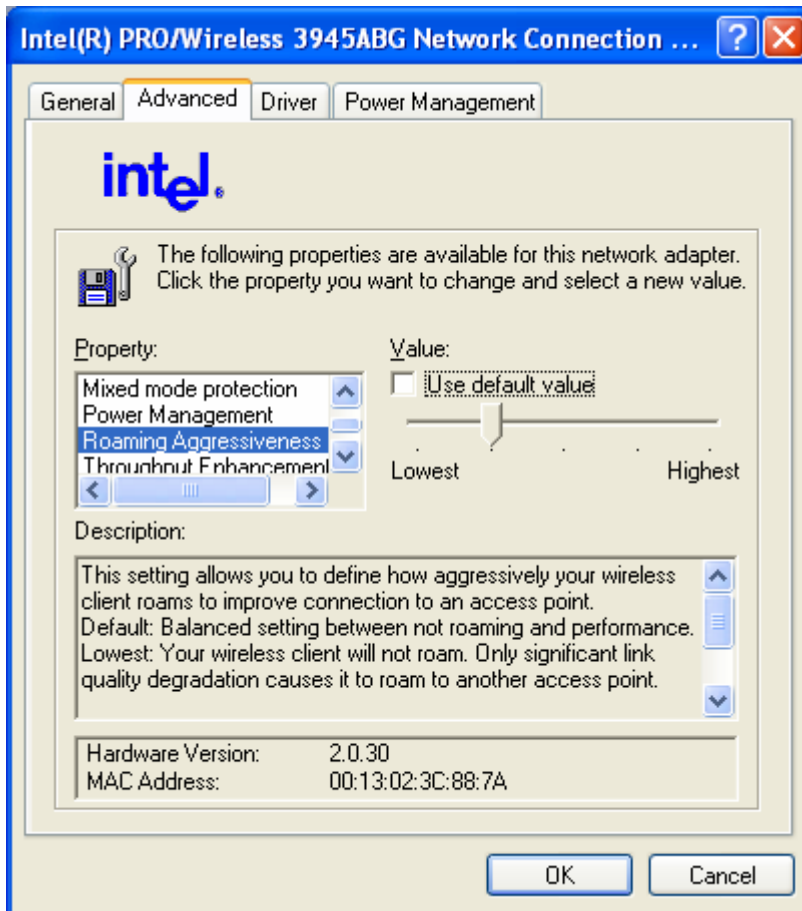 Intel(R) PRO/Wireless 3945ABG Network Connection ...
General Advanced Driver Power Management
intel.
The following properties are available for this network adapter.
Click the property you want to change and select a new value.
Property:
Mixed mode protection
Power Management
Roaming Aggressiveness
Throughput Enhancement
Value:
Use default value
Lowest Highest
Description:
This setting allows you to define how aggressively your wireless
client roams to improve connection to an access point.
Default: Balanced setting between not roaming and performance.
Lowest: Your wireless client will not roam. Only significant link
quality degradation causes it to roam to another access point.
Hardware Version: 2.0.30
MAC Address: 00:13:02:3C:88:7A
OK Cancel